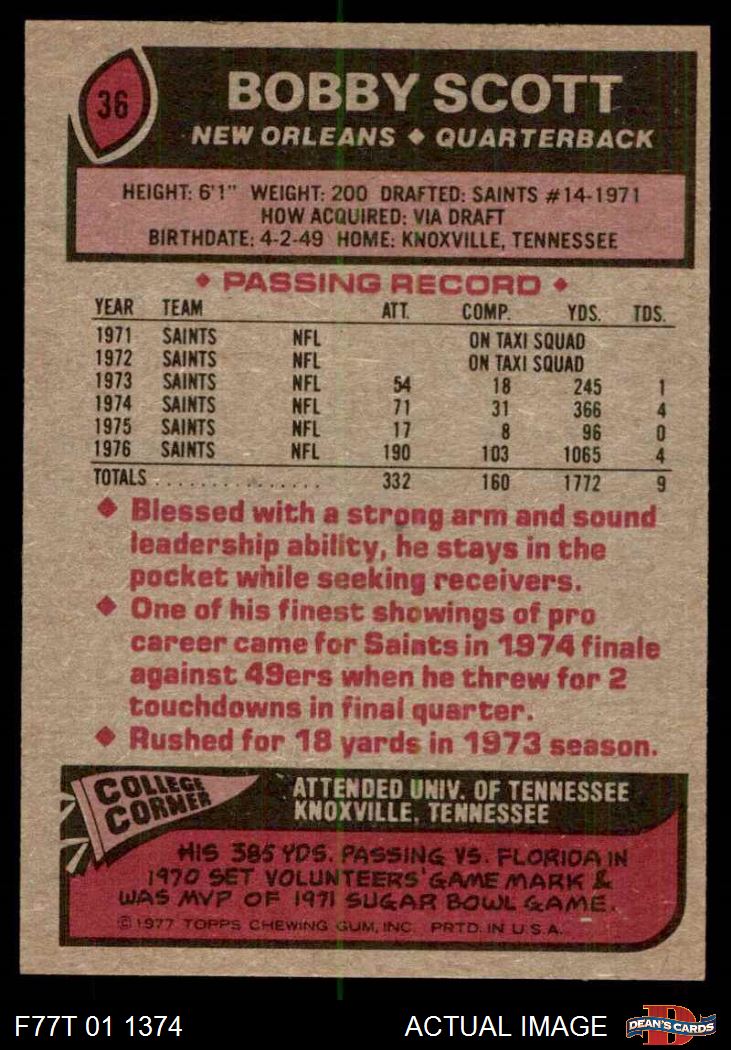 36
BOBBY SCOTT
NEW ORLEANS ◆ QUARTERBACK
HEIGHT: 6'1" WEIGHT: 200 DRAFTED: SAINTS #14-1971
HOW ACQUIRED: VIA DRAFT
BIRTHDATE: 4-2-49 HOME: KNOXVILLE, TENNESSEE
◆ PASSING RECORD ◆
YEAR TEAM ATT. COMP. YDS. TDS.
1971 SAINTS NFL ON TAXI SQUAD
1972 SAINTS NFL ON TAXI SQUAD
1973 SAINTS NFL 54 18 245 1
1974 SAINTS NFL 71 31 366 4
1975 SAINTS NFL 17 8 96 0
1976 SAINTS NFL 190 103 1065 4
TOTALS . . . . . . . . . . . . . . . 332 160 1772 9
◆ Blessed with a strong arm and sound
leadership ability, he stays in the
pocket while seeking receivers.
◆ One of his finest showings of pro
career came for Saints in 1974 finale
against 49ers when he threw for 2
touchdowns in final quarter.
◆ Rushed for 18 yards in 1973 season.
COLLEGE
CORNER
ATTENDED UNIV. OF TENNESSEE
KNOXVILLE, TENNESSEE
HIS 385 YDS. PASSING VS. FLORIDA IN
1970 SET VOLUNTEERS' GAME MARK &
WAS MVP OF 1971 SUGAR BOWL GAME.
© 1977 TOPPS CHEWING GUM, INC. PRTD. IN U.S.A.
F77T 01 1374 ACTUAL IMAGE
DEAN'S CARDS